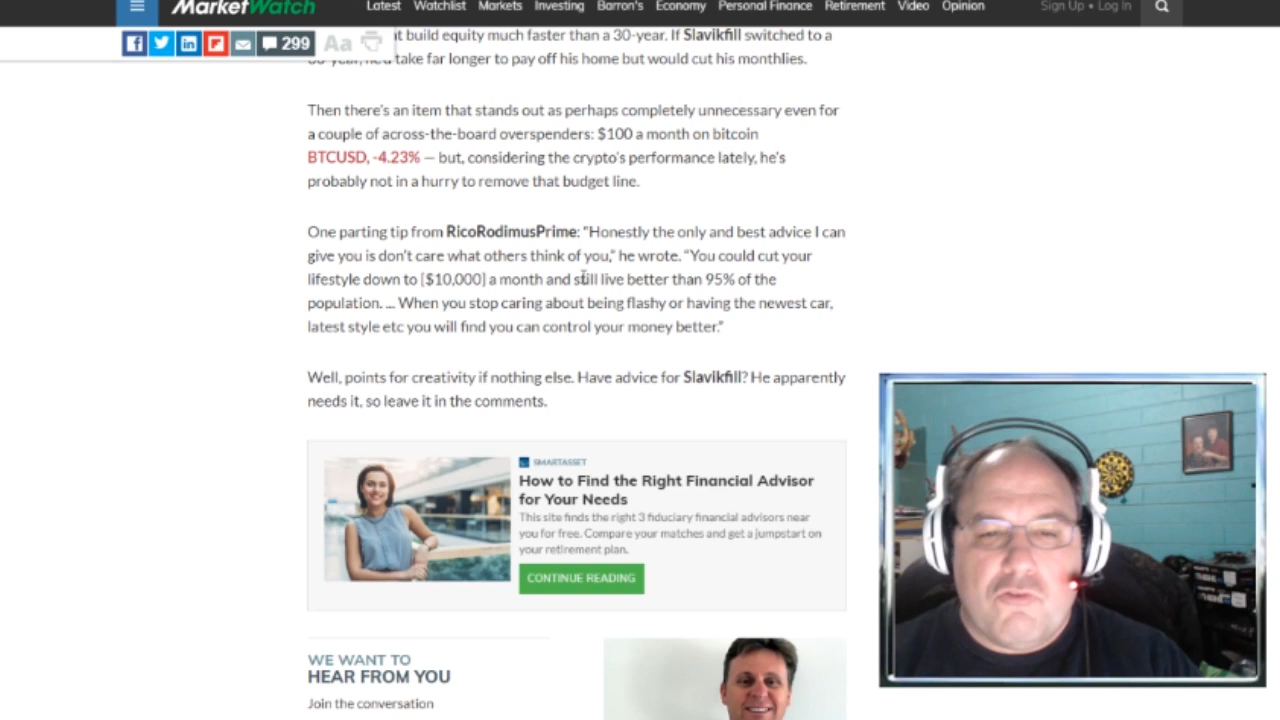 MarketWatch
Latest Watchlist Markets Investing Barron's Economy Personal Finance Retirement Video Opinion
Sign Up • Log In
299
Aa
build equity much faster than a 30-year. If Slavikfill switched to a
take far longer to pay off his home but would cut his monthlies.
Then there's an item that stands out as perhaps completely unnecessary even for
a couple of across-the-board overspenders: $100 a month on bitcoin
BTCUSD, -4.23% — but, considering the crypto's performance lately, he's
probably not in a hurry to remove that budget line.
One parting tip from RicoRodimusPrime: “Honestly the only and best advice I can
give you is don't care what others think of you,” he wrote. “You could cut your
lifestyle down to [$10,000] a month and still live better than 95% of the
population. ... When you stop caring about being flashy or having the newest car,
latest style etc you will find you can control your money better.”
Well, points for creativity if nothing else. Have advice for Slavikfill? He apparently
needs it, so leave it in the comments.
SMARTASSET
How to Find the Right Financial Advisor
for Your Needs
This site finds the right 3 fiduciary financial advisors near
you for free. Compare your matches and get a jumpstart on
your retirement plan.
CONTINUE READING
WE WANT TO
HEAR FROM YOU
Join the conversation